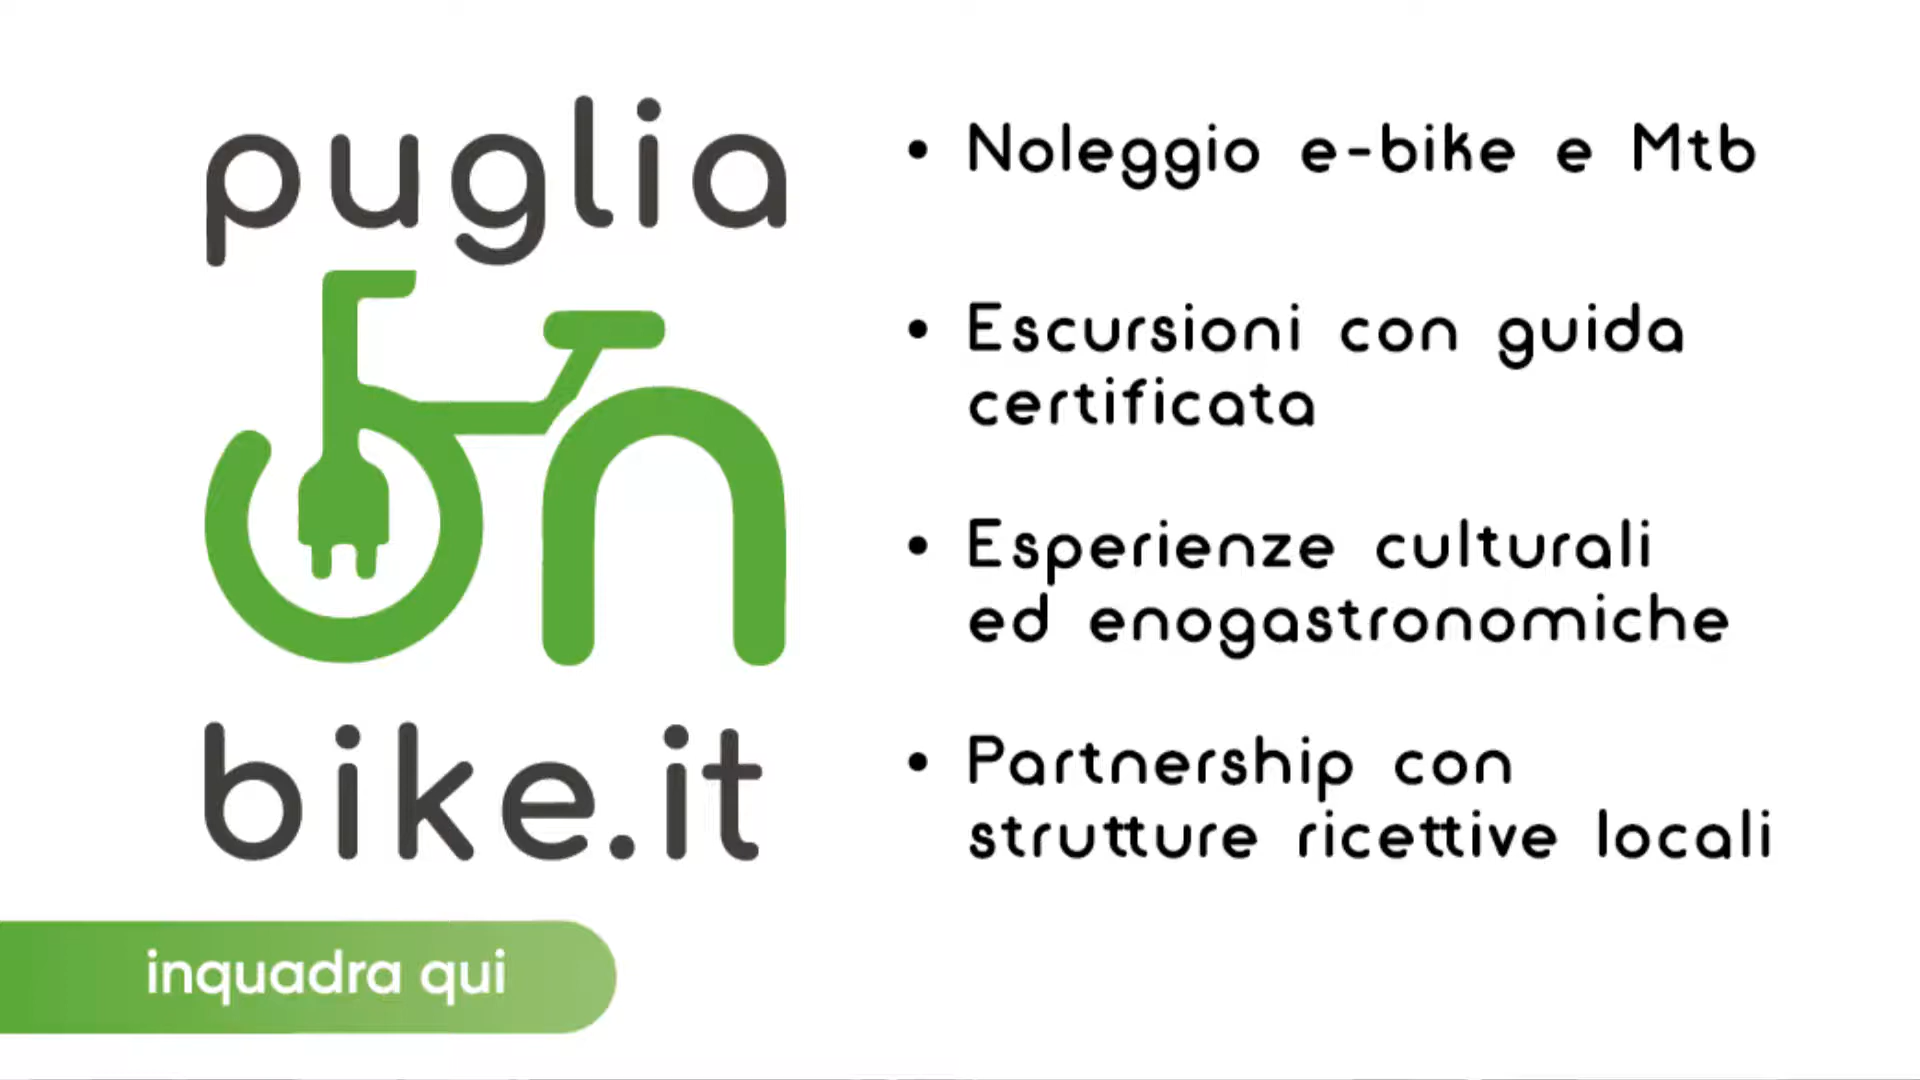 puglia
on
bike.it
• Noleggio e-bike e Mtb
• Escursioni con guida
certificata
• Esperienze culturali
ed enogastronomiche
• Partnership con
strutture ricettive locali
inquadra qui